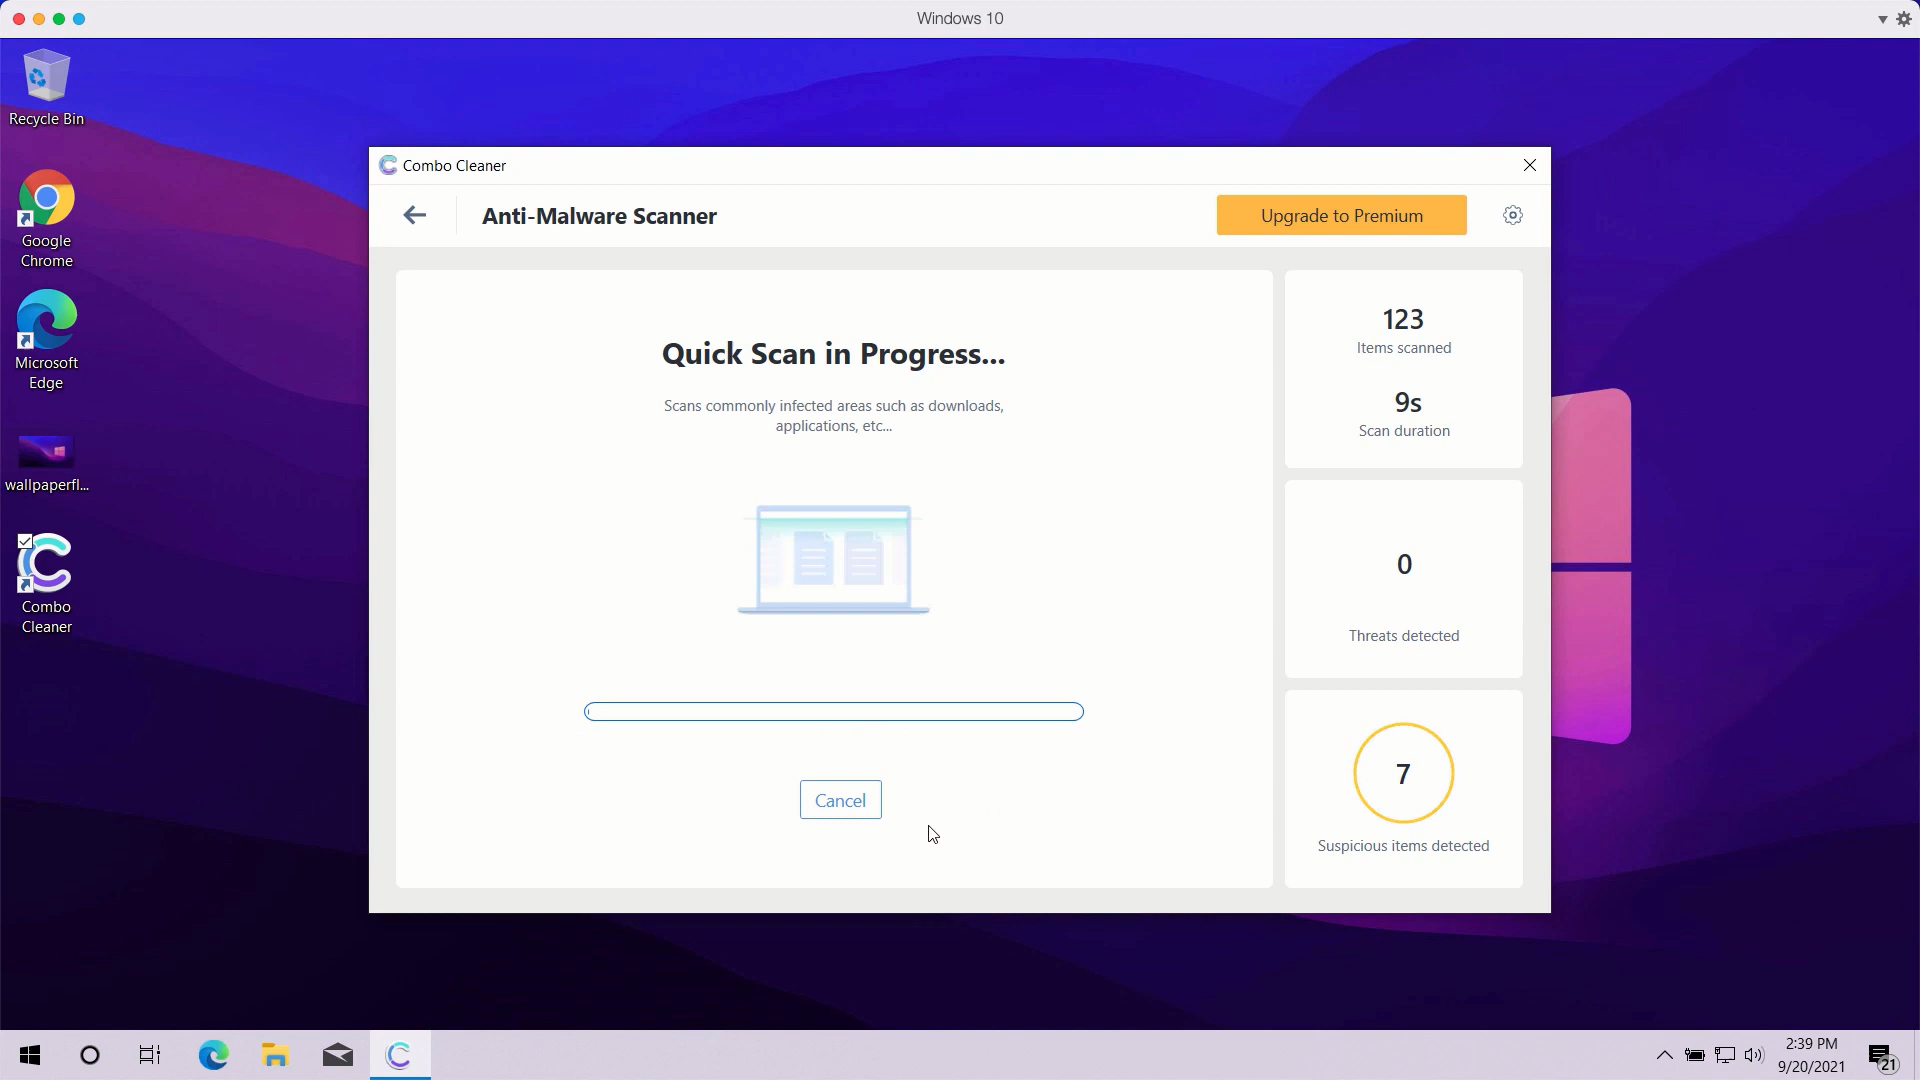 Windows 10
Recycle Bin
Google
Chrome
Microsoft
Edge
wallpaperfl...
Combo
Cleaner
Combo Cleaner
Anti-Malware Scanner
Upgrade to Premium
Quick Scan in Progress...
Scans commonly infected areas such as downloads,
applications, etc...
Cancel
123
Items scanned
9s
Scan duration
0
Threats detected
7
Suspicious items detected
2:39 PM
9/20/2021
21